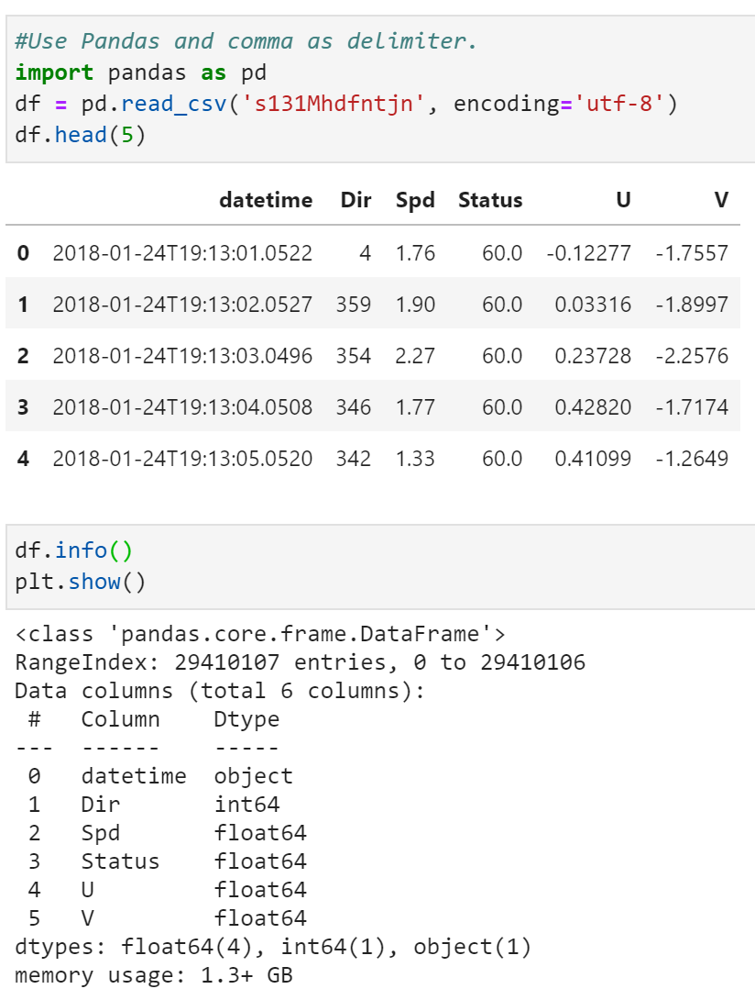 #Use Pandas and comma as delimiter.
import pandas as pd
df = pd.read_csv('s131Mhdfntjn', encoding='utf-8')
df.head(5)
datetime Dir Spd Status U V
0 2018-01-24T19:13:01.0522 4 1.76 60.0 -0.12277 -1.7557
1 2018-01-24T19:13:02.0527 359 1.90 60.0 0.03316 -1.8997
2 2018-01-24T19:13:03.0496 354 2.27 60.0 0.23728 -2.2576
3 2018-01-24T19:13:04.0508 346 1.77 60.0 0.42820 -1.7174
4 2018-01-24T19:13:05.0520 342 1.33 60.0 0.41099 -1.2649
df.info()
plt.show()
<class 'pandas.core.frame.DataFrame'>
RangeIndex: 29410107 entries, 0 to 29410106
Data columns (total 6 columns):
# Column Dtype
--- ------ -----
0 datetime object
1 Dir int64
2 Spd float64
3 Status float64
4 U float64
5 V float64
dtypes: float64(4), int64(1), object(1)
memory usage: 1.3+ GB